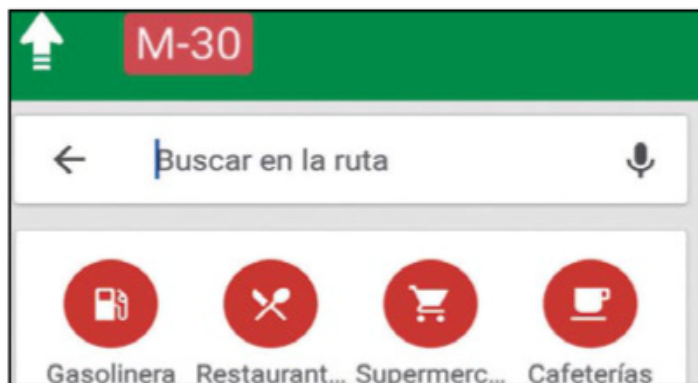 M-30
Buscar en la ruta
Gasolinera Restaurant... Supermerc... Cafeterías